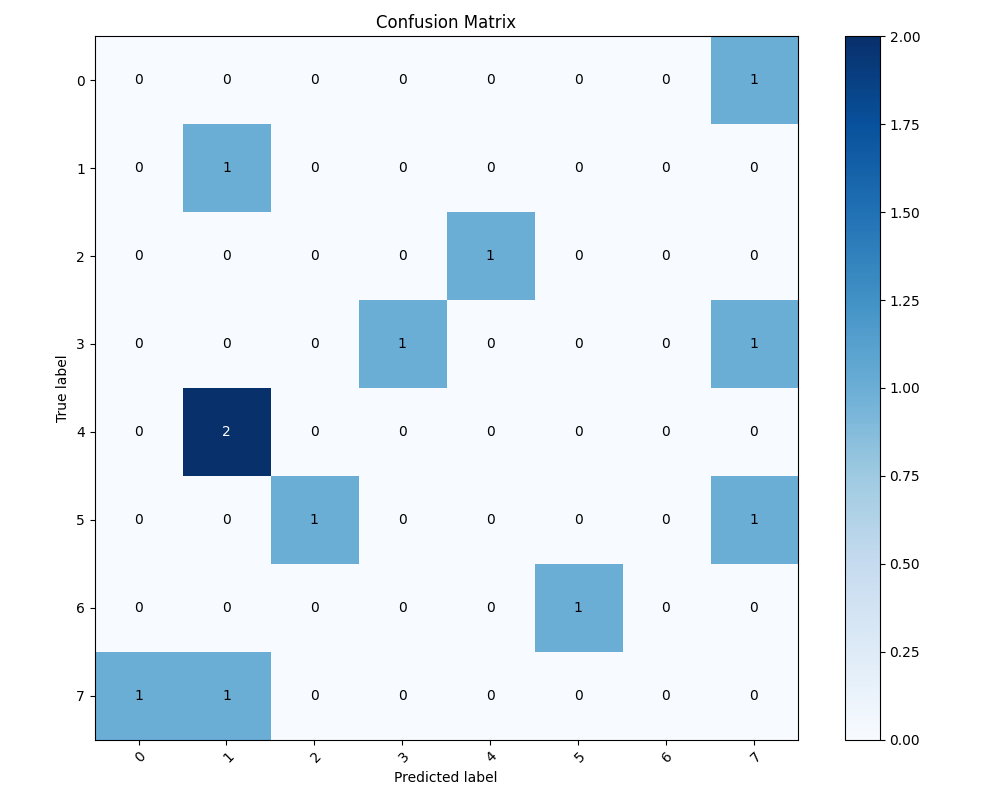 Confusion Matrix
0 0 0 0 0 0 0 0 1
1 0 1 0 0 0 0 0 0
2 0 0 0 0 1 0 0 0
3 0 0 0 1 0 0 0 1
4 0 2 0 0 0 0 0 0
5 0 0 1 0 0 0 0 1
6 0 0 0 0 0 1 0 0
7 1 1 0 0 0 0 0 0
0 1 2 3 4 5 6 7
True label
Predicted label
2.00
1.75
1.50
1.25
1.00
0.75
0.50
0.25
0.00